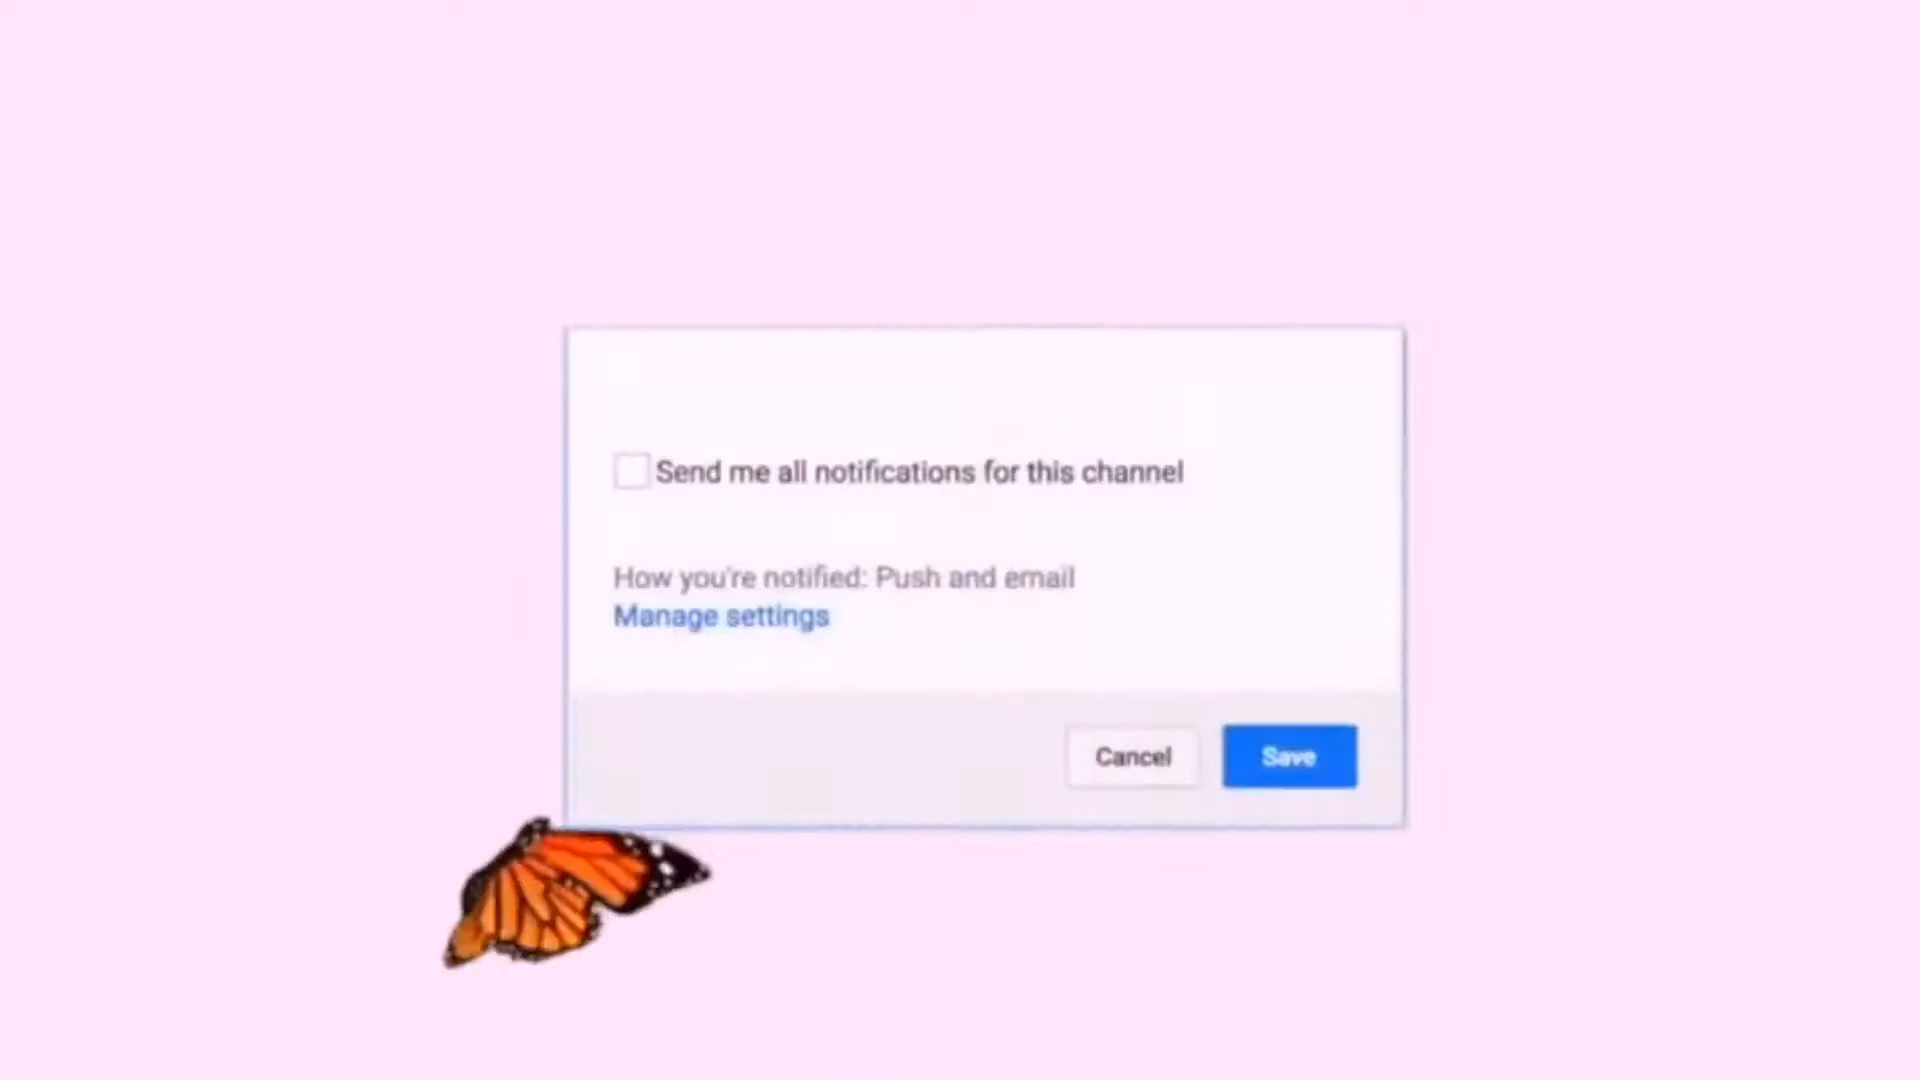 Send me all notifications for this channel
How you're notified: Push and email
Manage settings
Cancel
Save